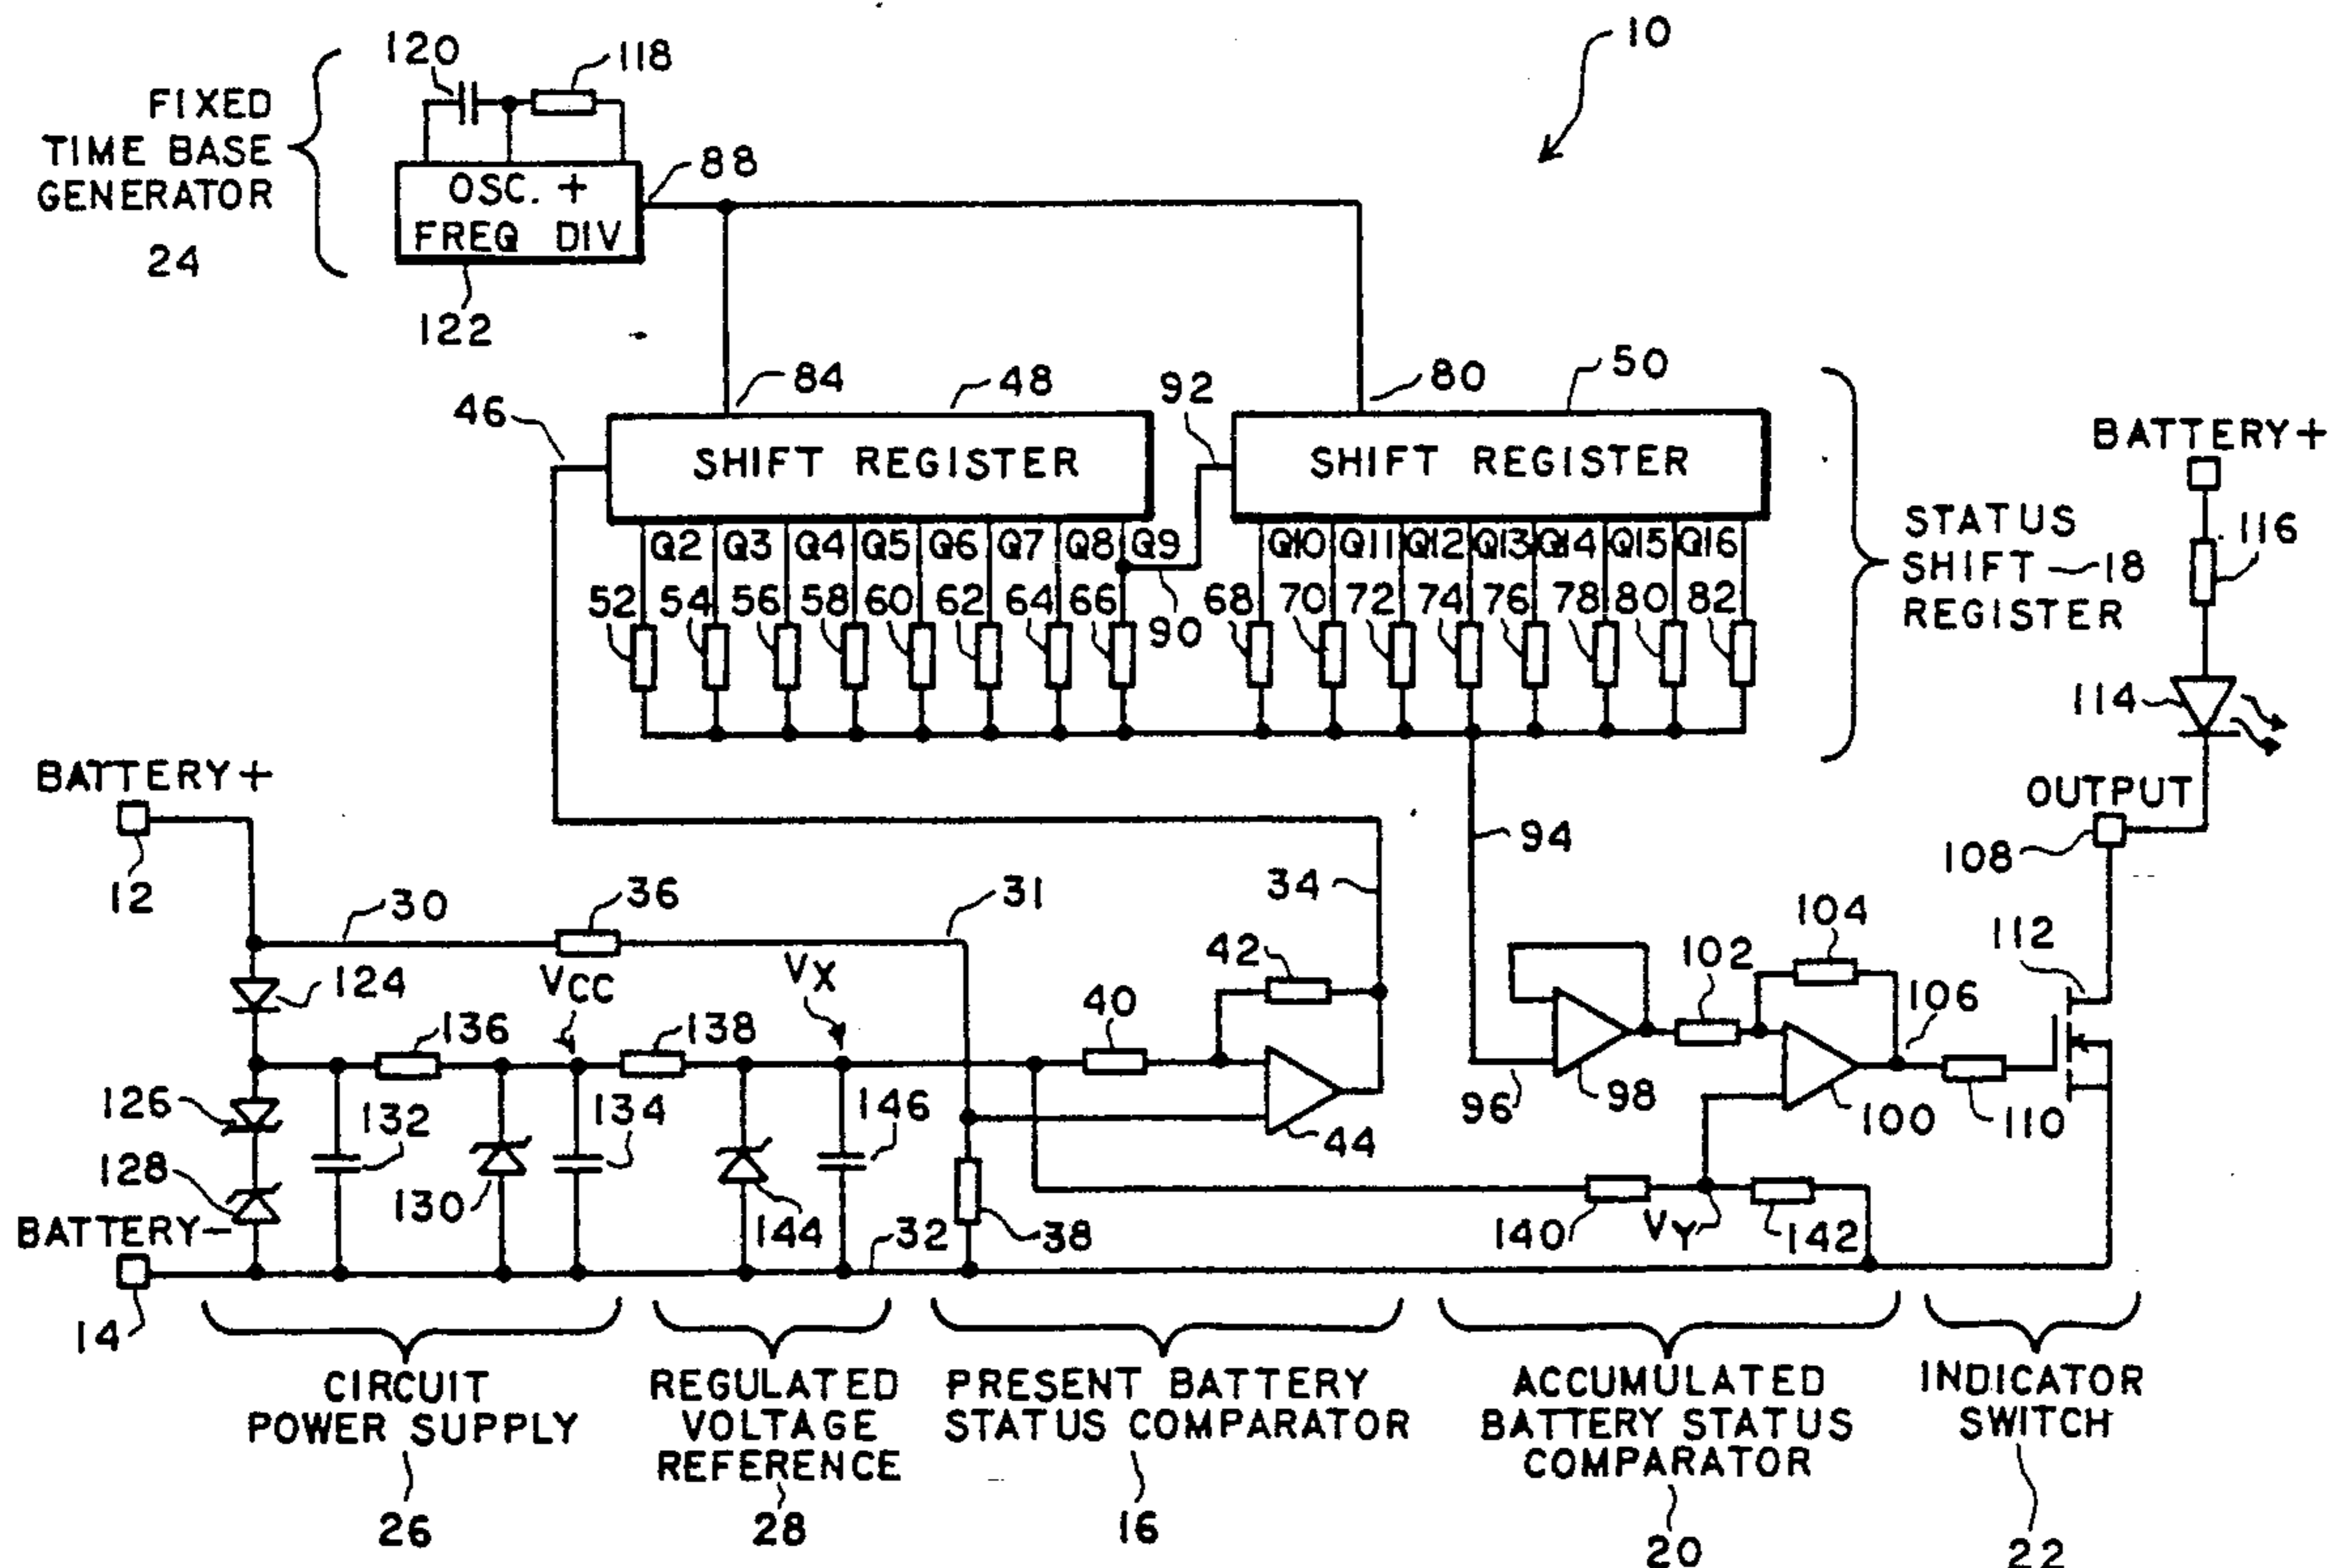 10
120
118
FIXED
TIME BASE
GENERATOR
24
88
OSC. +
FREQ DIV
122
84
48
92
80
50
46
SHIFT REGISTER
SHIFT REGISTER
BATTERY+
Q2 Q3 Q4 Q5 Q6 Q7 Q8 Q9
Q10 Q11 Q12 Q13 Q14 Q15 Q16
STATUS
SHIFT 18
REGISTER
116
52 54 56 58 60 62 64 66
90
68 70 72 74 76 78 80 82
114
BATTERY+
12
OUTPUT
108
94
30
36
31
34
VCC
VX
42
40
102
104
106
112
124
136
138
126
132
134
146
128
130
144
44
96
98
100
110
BATTERY-
14
32
38
140
VY
142
CIRCUIT
POWER SUPPLY
26
REGULATED
VOLTAGE
REFERENCE
28
PRESENT BATTERY
STATUS COMPARATOR
16
ACCUMULATED
BATTERY STATUS
COMPARATOR
20
INDICATOR
SWITCH
22